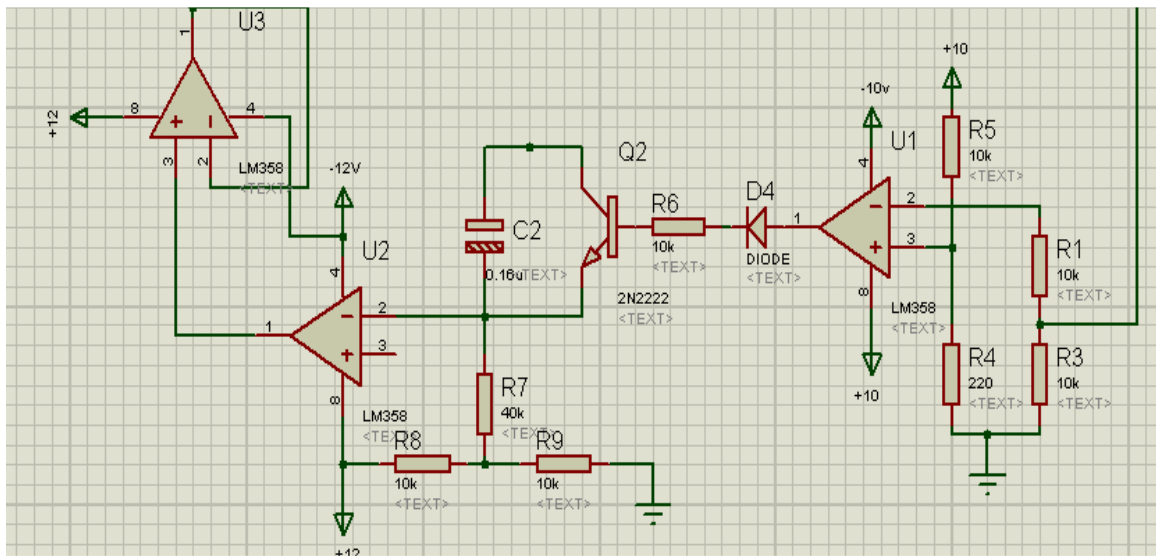 U3
1
8
4
+
-
+12
3
2
LM358
<TEXT>
-12V
U2
4
1
-
2
+
3
8
LM358
<TEXT>
+12
C2
0.16u
<TEXT>
Q2
2N2222
<TEXT>
R7
40k
<TEXT>
R8
10k
<TEXT>
R9
10k
<TEXT>
R6
10k
<TEXT>
D4
DIODE
<TEXT>
-10v
U1
4
1
-
2
+
3
8
LM358
<TEXT>
+10
+10
R5
10k
<TEXT>
R1
10k
<TEXT>
R4
220
<TEXT>
R3
10k
<TEXT>